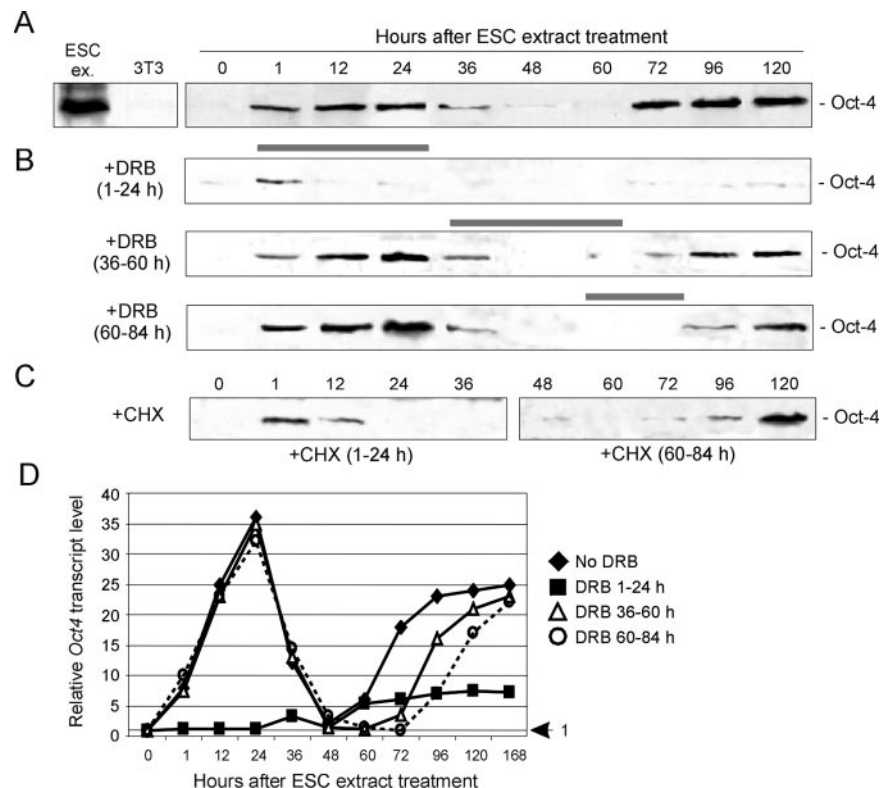 A
Hours after ESC extract treatment
ESC ex. 3T3 0 1 12 24 36 48 60 72 96 120
- Oct-4
B
+DRB (1-24 h)
- Oct-4
+DRB (36-60 h)
- Oct-4
+DRB (60-84 h)
- Oct-4
C
0 1 12 24 36 48 60 72 96 120
+CHX
- Oct-4
+CHX (1-24 h) +CHX (60-84 h)
D
Relative Oct4 transcript level
40
35
30
25
20
15
10
5
0
No DRB
DRB 1-24 h
DRB 36-60 h
DRB 60-84 h
1
0 1 12 24 36 48 60 72 96 120 168
Hours after ESC extract treatment